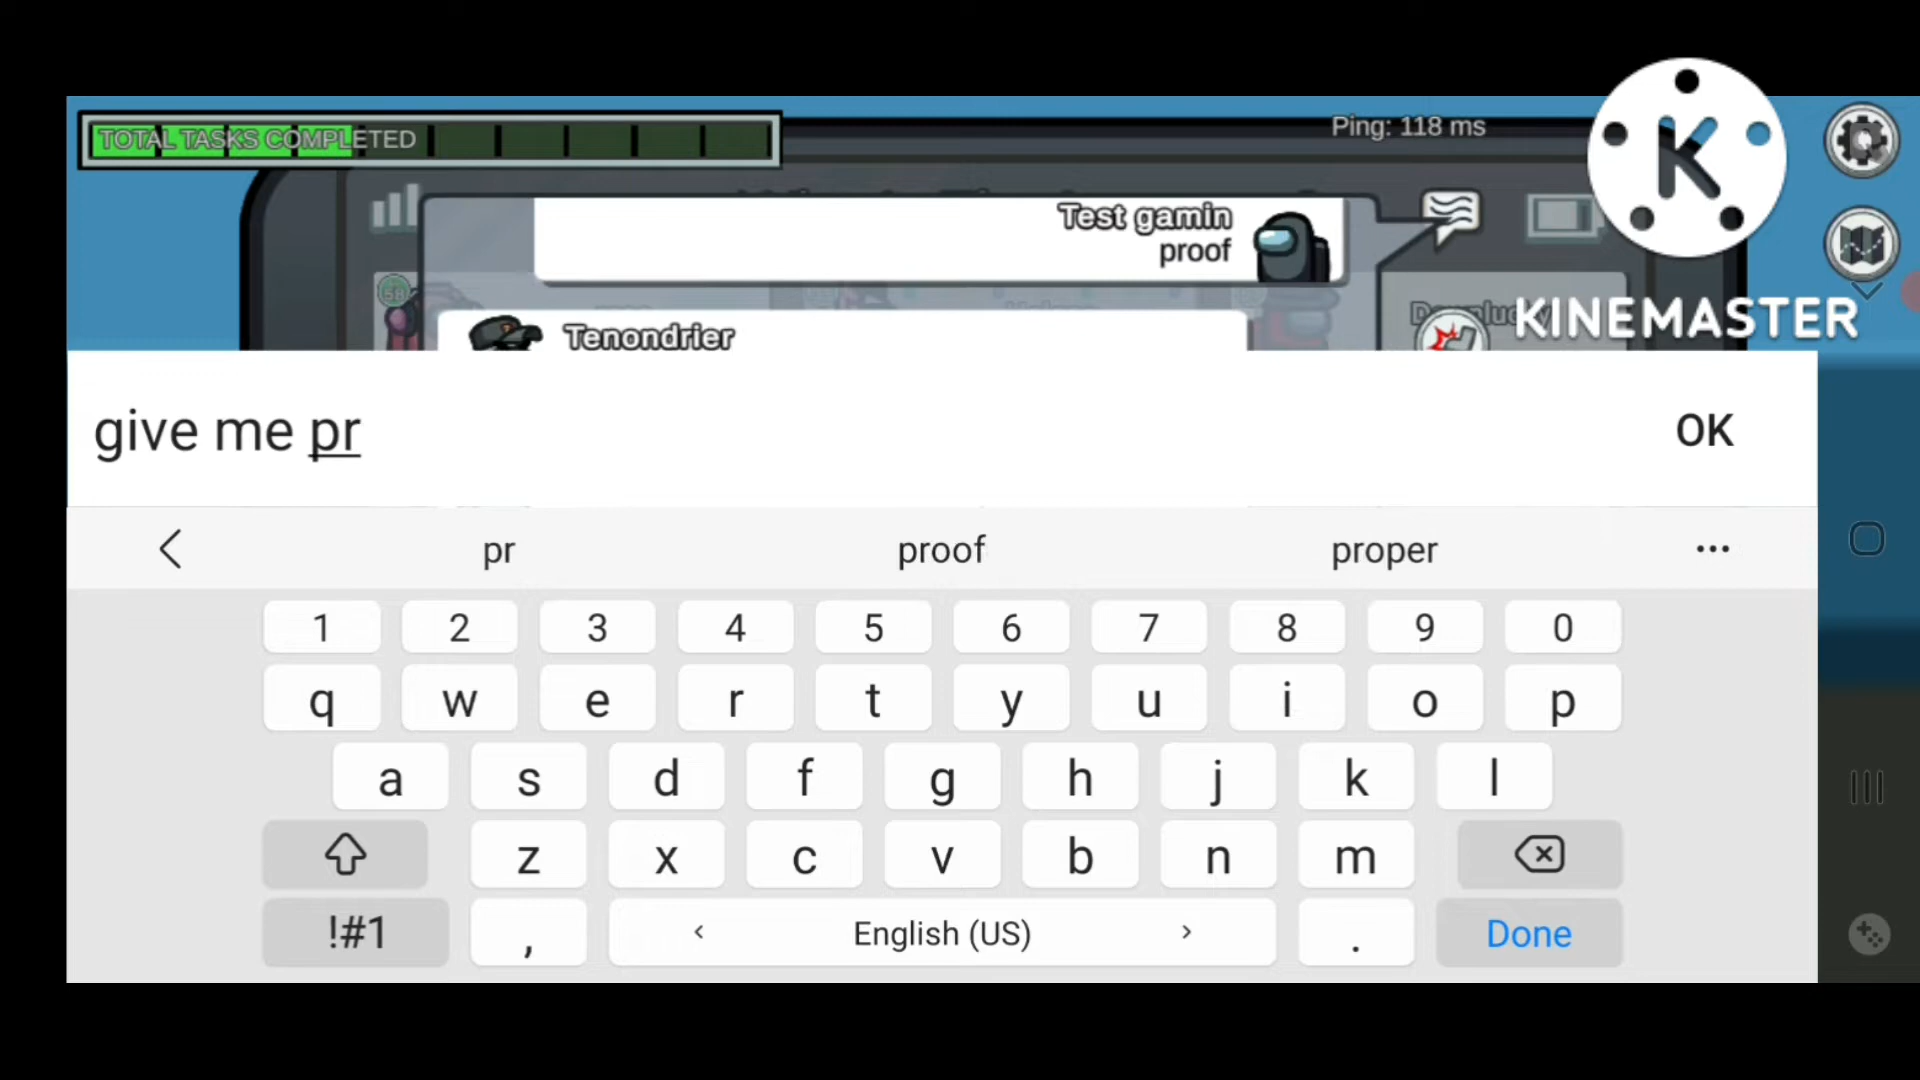 TOTAL TASKS COMPLETED
Ping: 118 ms
Test gamin
proof
68
Tenondrier
KINEMASTER
give me pr
OK
pr proof proper ...
1 2 3 4 5 6 7 8 9 0
q w e r t y u i o p
a s d f g h j k l
z x c v b n m
!#1 , < English (US) > . Done